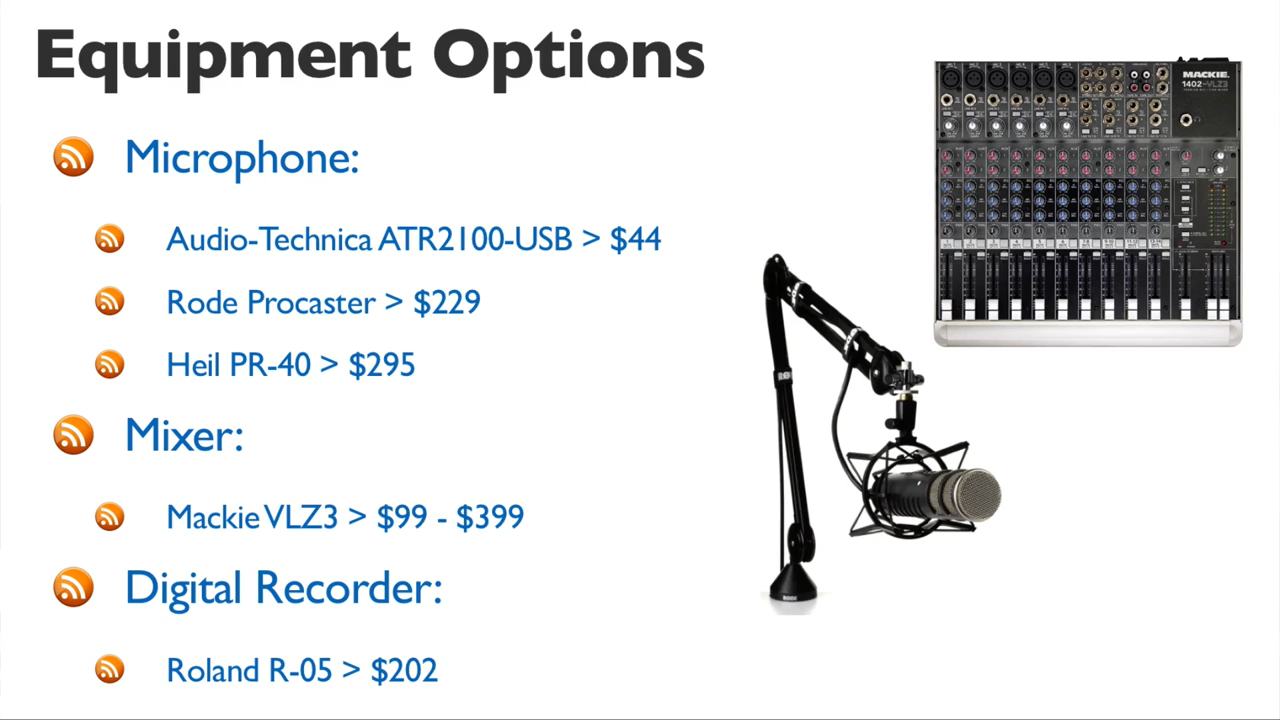 Equipment Options
Microphone:
Audio-Technica ATR2100-USB > $44
Rode Procaster > $229
Heil PR-40 > $295
Mixer:
Mackie VLZ3 > $99 - $399
Digital Recorder:
Roland R-05 > $202
MACKIE.
1402-VLZ3